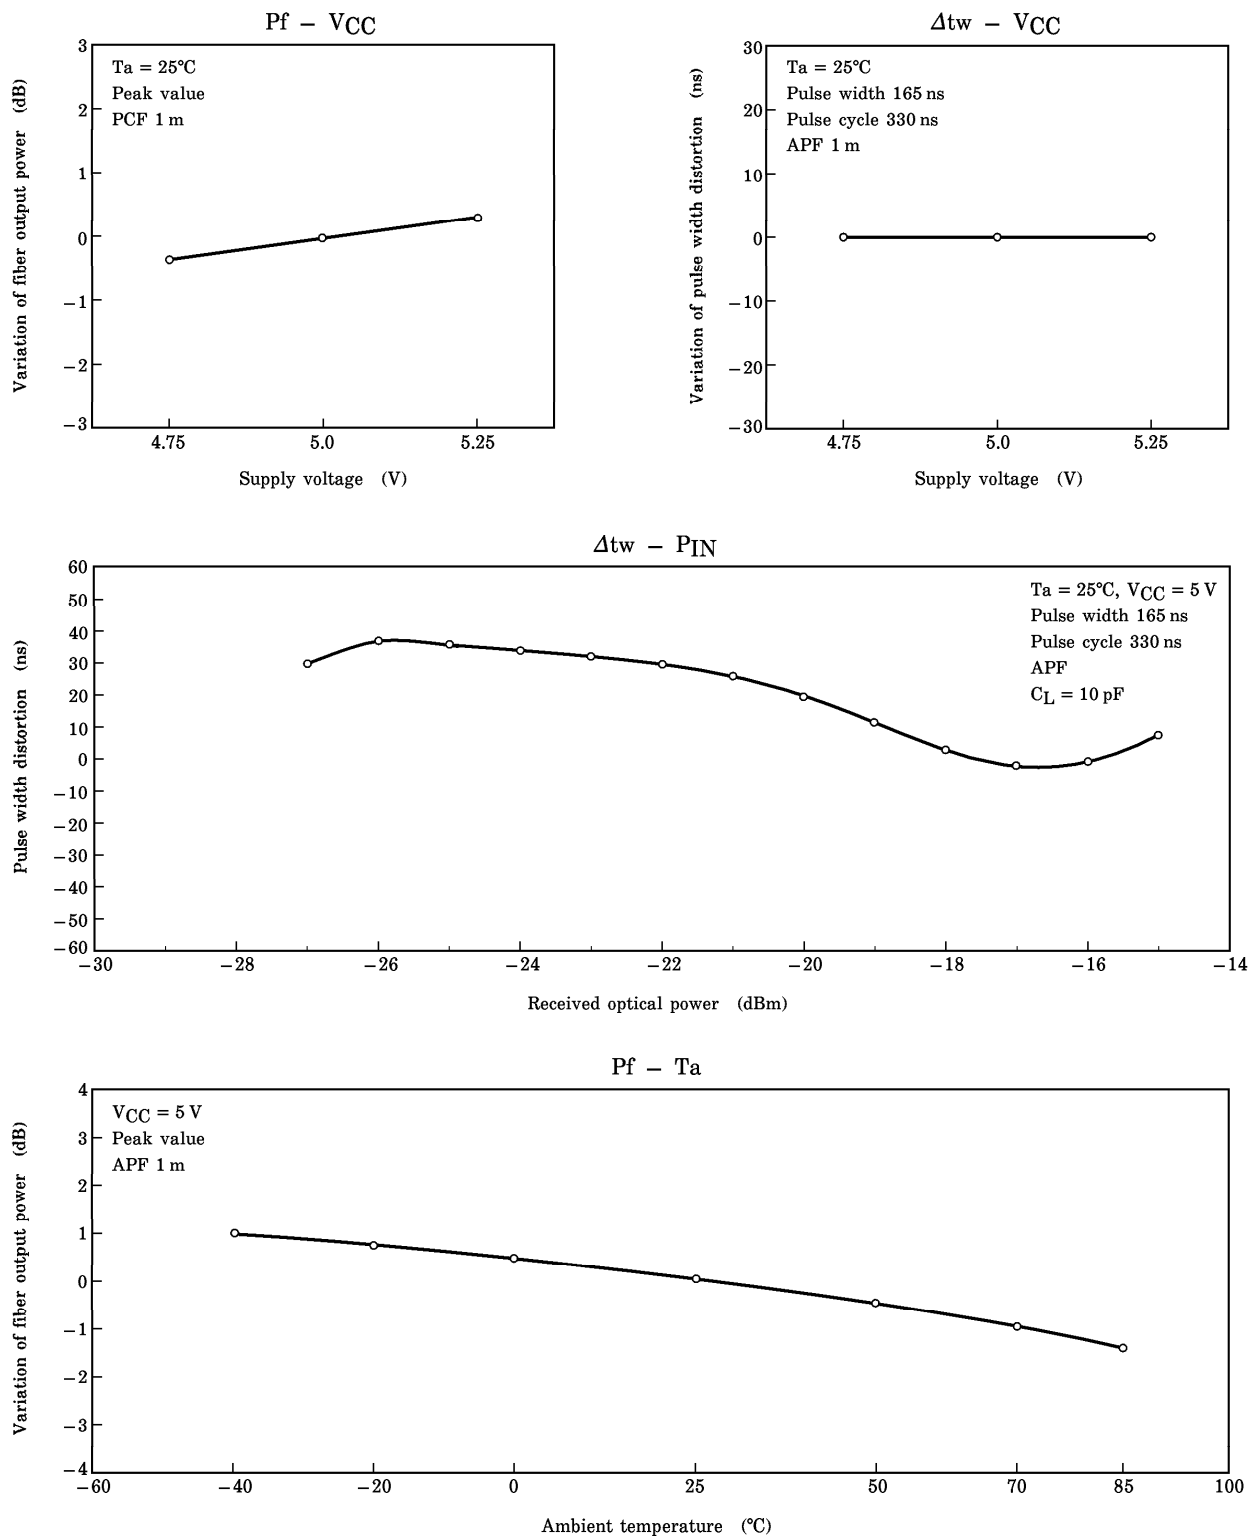 Pf – VCC
Variation of fiber output power (dB)
3
2
1
0
−1
−2
−3
Ta = 25°C
Peak value
PCF 1 m
4.75 5.0 5.25
Supply voltage (V)
Δtw – VCC
Variation of pulse width distortion (ns)
30
20
10
0
−10
−20
−30
Ta = 25°C
Pulse width 165 ns
Pulse cycle 330 ns
APF 1 m
4.75 5.0 5.25
Supply voltage (V)
Δtw – PIN
Pulse width distortion (ns)
60
50
40
30
20
10
0
−10
−20
−30
−40
−50
−60
Ta = 25°C, VCC = 5 V
Pulse width 165 ns
Pulse cycle 330 ns
APF
CL = 10 pF
−30 −28 −26 −24 −22 −20 −18 −16 −14
Received optical power (dBm)
Pf – Ta
Variation of fiber output power (dB)
4
3
2
1
0
−1
−2
−3
−4
VCC = 5 V
Peak value
APF 1 m
−60 −40 −20 0 25 50 70 85 100
Ambient temperature (°C)